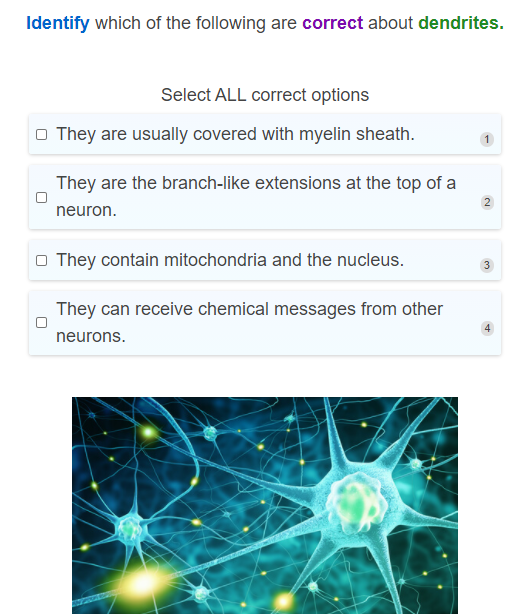 Identify which of the following are correct about dendrites.
Select ALL correct options
They are usually covered with myelin sheath.
1
They are the branch-like extensions at the top of a
neuron.
2
They contain mitochondria and the nucleus.
3
They can receive chemical messages from other
neurons.
4